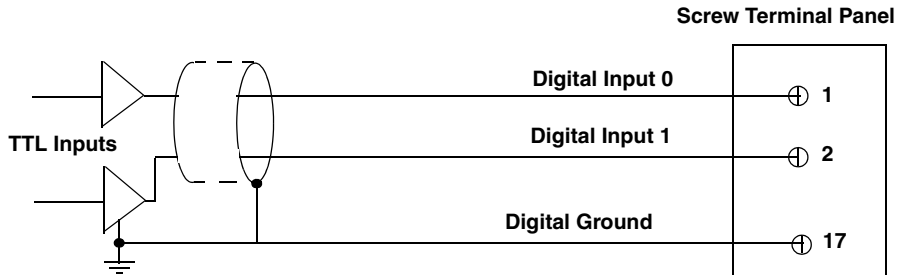 Screw Terminal Panel
Digital Input 0
1
TTL Inputs
Digital Input 1
2
Digital Ground
17